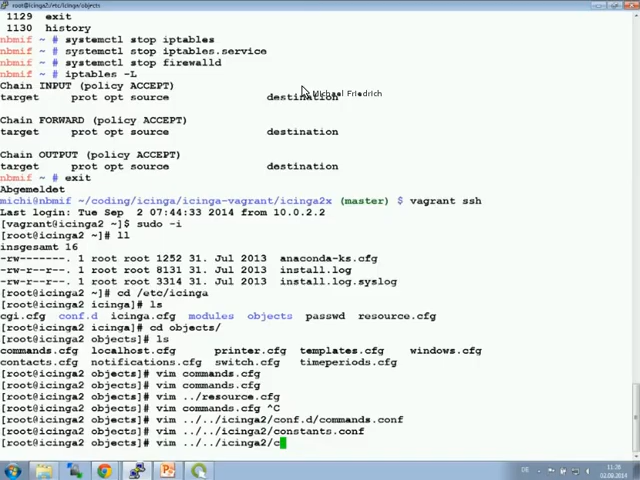 root@icinga2:/etc/icinga/objects
1129  exit
1130  history
nbmif ~ # systemctl stop iptables
nbmif ~ # systemctl stop iptables.service
nbmif ~ # systemctl stop firewalld
nbmif ~ # iptables -L
Chain INPUT (policy ACCEPT)
target     prot opt source               destination
Michael Friedrich
Chain FORWARD (policy ACCEPT)
target     prot opt source               destination
Chain OUTPUT (policy ACCEPT)
target     prot opt source               destination
nbmif ~ # exit
Abgemeldet
michi@nbmif ~/coding/icinga/icinga-vagrant/icinga2x (master) $ vagrant ssh
Last login: Tue Sep  2 07:44:33 2014 from 10.0.2.2
[vagrant@icinga2 ~]$ sudo -i
[root@icinga2 ~]# ll
insgesamt 16
-rw-------. 1 root root 1252 31. Jul 2013  anaconda-ks.cfg
-rw-r--r--. 1 root root 8131 31. Jul 2013  install.log
-rw-r--r--. 1 root root 3314 31. Jul 2013  install.log.syslog
[root@icinga2 ~]# cd /etc/icinga
[root@icinga2 icinga]# ls
cgi.cfg  conf.d  icinga.cfg  modules  objects  passwd  resource.cfg
[root@icinga2 icinga]# cd objects/
[root@icinga2 objects]# ls
commands.cfg  localhost.cfg      printer.cfg  templates.cfg    windows.cfg
contacts.cfg  notifications.cfg  switch.cfg   timeperiods.cfg
[root@icinga2 objects]# vim commands.cfg
[root@icinga2 objects]# vim commands.cfg
[root@icinga2 objects]# vim ../resource.cfg
[root@icinga2 objects]# vim commands.cfg ^C
[root@icinga2 objects]# vim ../../icinga2/conf.d/commands.conf
[root@icinga2 objects]# vim ../../icinga2/constants.conf
[root@icinga2 objects]# vim ../../icinga2/c
DE
11:28
02.09.2014